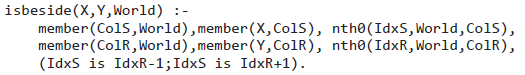 isbeside(X,Y,World) :-
member(ColS,World),member(X,ColS), nth0(IdxS,World,ColS),
member(ColR,World),member(Y,ColR), nth0(IdxR,World,ColR),
(IdxS is IdxR-1;IdxS is IdxR+1).